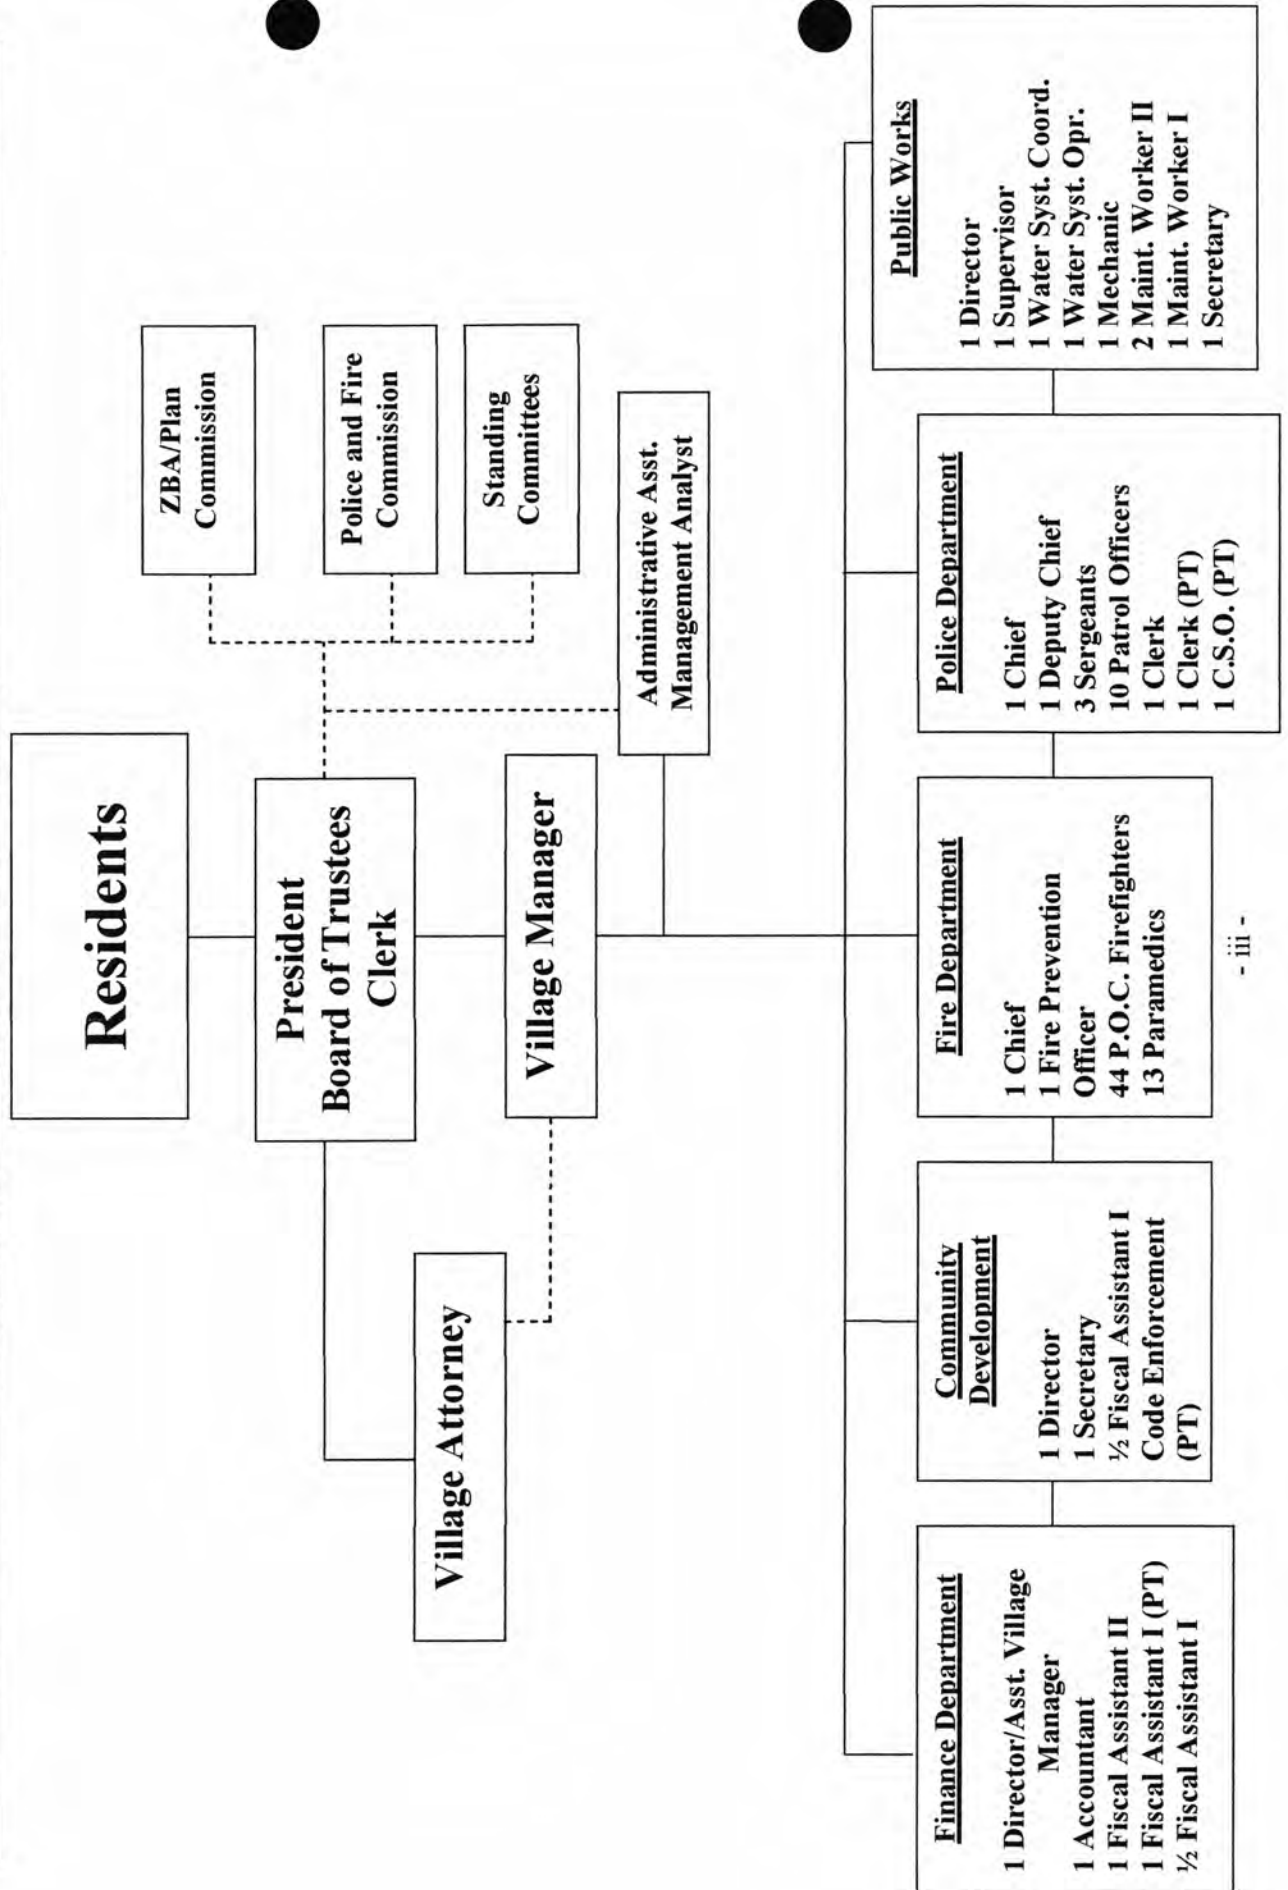 Residents
President
Board of Trustees
Clerk
ZBA/Plan
Commission
Police and Fire
Commission
Standing
Committees
Village Attorney
Village Manager
Administrative Asst.
Management Analyst
Finance Department
1 Director/Asst. Village
Manager
1 Accountant
1 Fiscal Assistant II
1 Fiscal Assistant I (PT)
½ Fiscal Assistant I
Community
Development
1 Director
1 Secretary
½ Fiscal Assistant I
Code Enforcement
(PT)
Fire Department
1 Chief
1 Fire Prevention
Officer
44 P.O.C. Firefighters
13 Paramedics
Police Department
1 Chief
1 Deputy Chief
3 Sergeants
10 Patrol Officers
1 Clerk
1 Clerk (PT)
1 C.S.O. (PT)
Public Works
1 Director
1 Supervisor
1 Water Syst. Coord.
1 Water Syst. Opr.
1 Mechanic
2 Maint. Worker II
1 Maint. Worker I
1 Secretary
- iii -